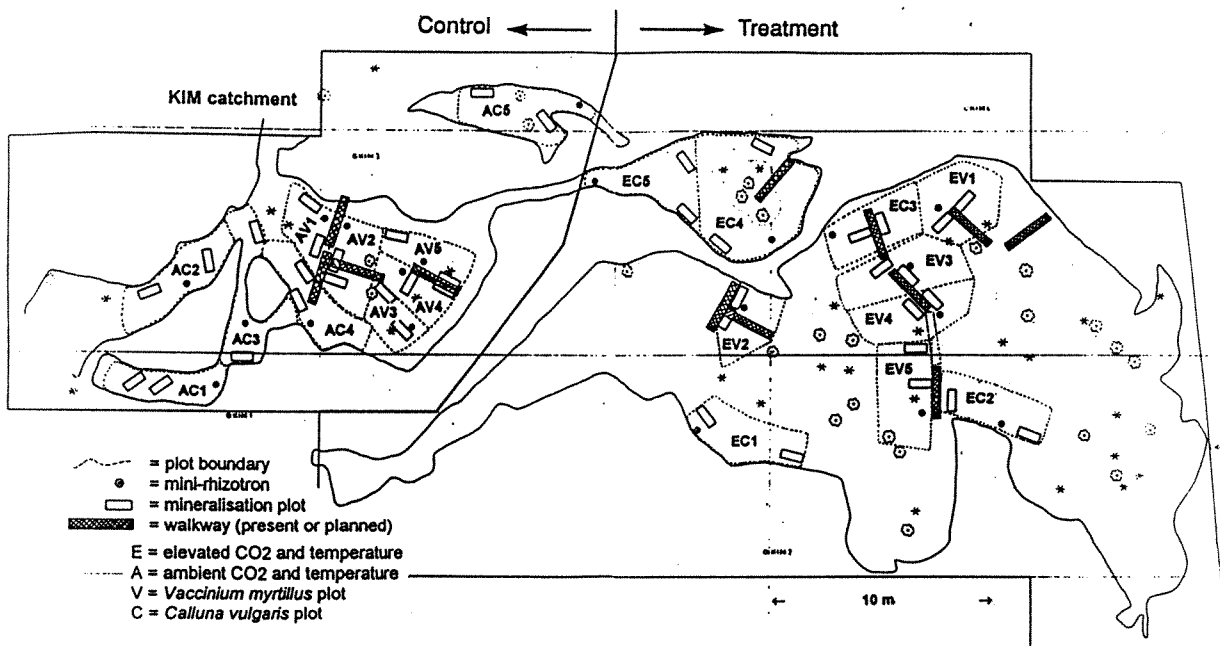 Control Treatment
KIM catchment
AC5
EC5
EC4
EC3
EV1
AC2
AV1
AV2
AV5
EV3
AV3
AV4
AC3
AC4
EV4
EV2
EV5
AC1
EC2
EC1
= plot boundary
= mini-rhizotron
= mineralisation plot
= walkway (present or planned)
E = elevated CO2 and temperature
A = ambient CO2 and temperature
V = Vaccinium myrtillus plot
C = Calluna vulgaris plot
← 10 m →